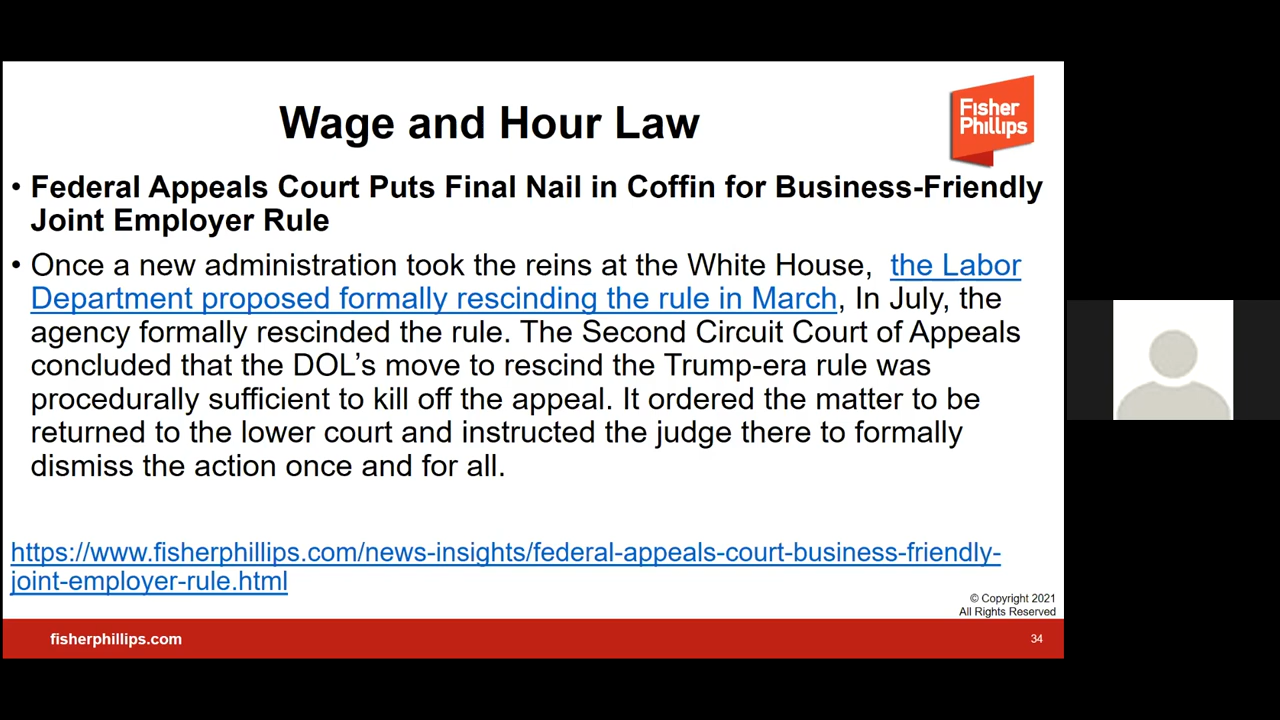 Wage and Hour Law
Fisher
Phillips
• Federal Appeals Court Puts Final Nail in Coffin for Business-Friendly
Joint Employer Rule
• Once a new administration took the reins at the White House,  the Labor
Department proposed formally rescinding the rule in March, In July, the
agency formally rescinded the rule. The Second Circuit Court of Appeals
concluded that the DOL’s move to rescind the Trump-era rule was
procedurally sufficient to kill off the appeal. It ordered the matter to be
returned to the lower court and instructed the judge there to formally
dismiss the action once and for all.
https://www.fisherphillips.com/news-insights/federal-appeals-court-business-friendly-
joint-employer-rule.html
© Copyright 2021
All Rights Reserved
fisherphillips.com
34